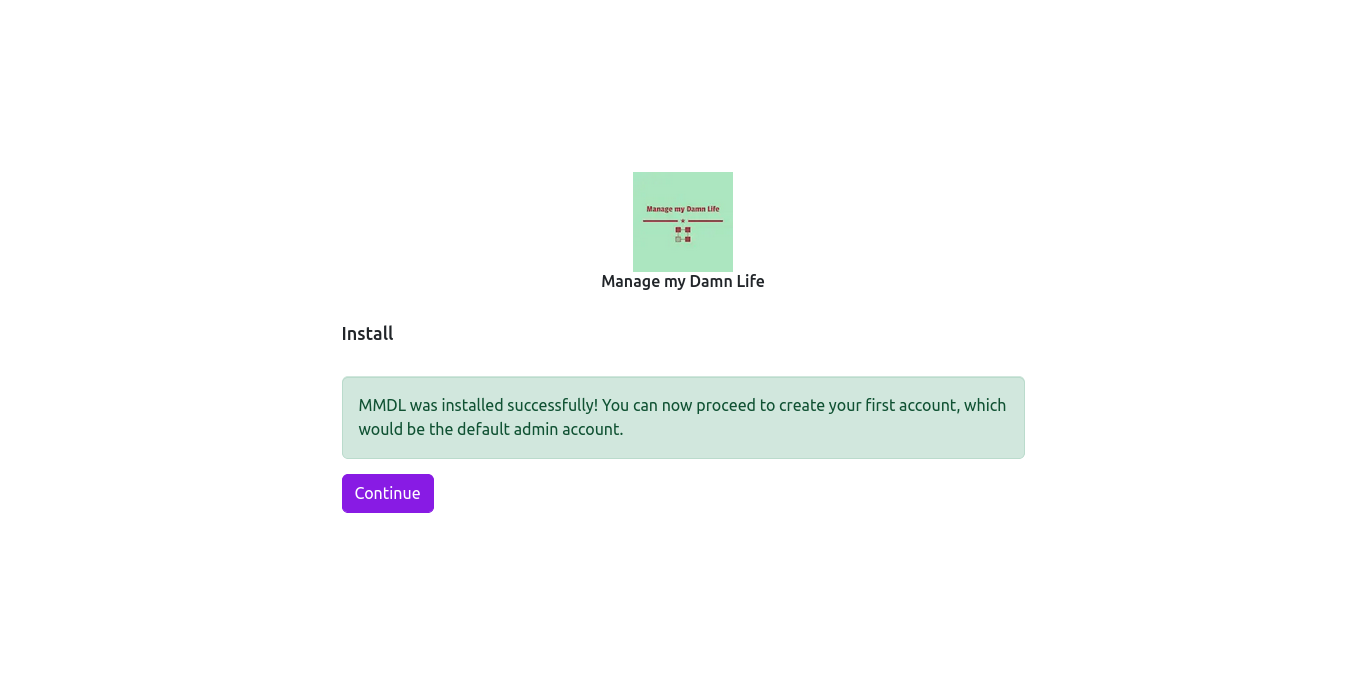 Manage my Damn Life
Manage my Damn Life
Install
MMDL was installed successfully! You can now proceed to create your first account, which
would be the default admin account.
Continue